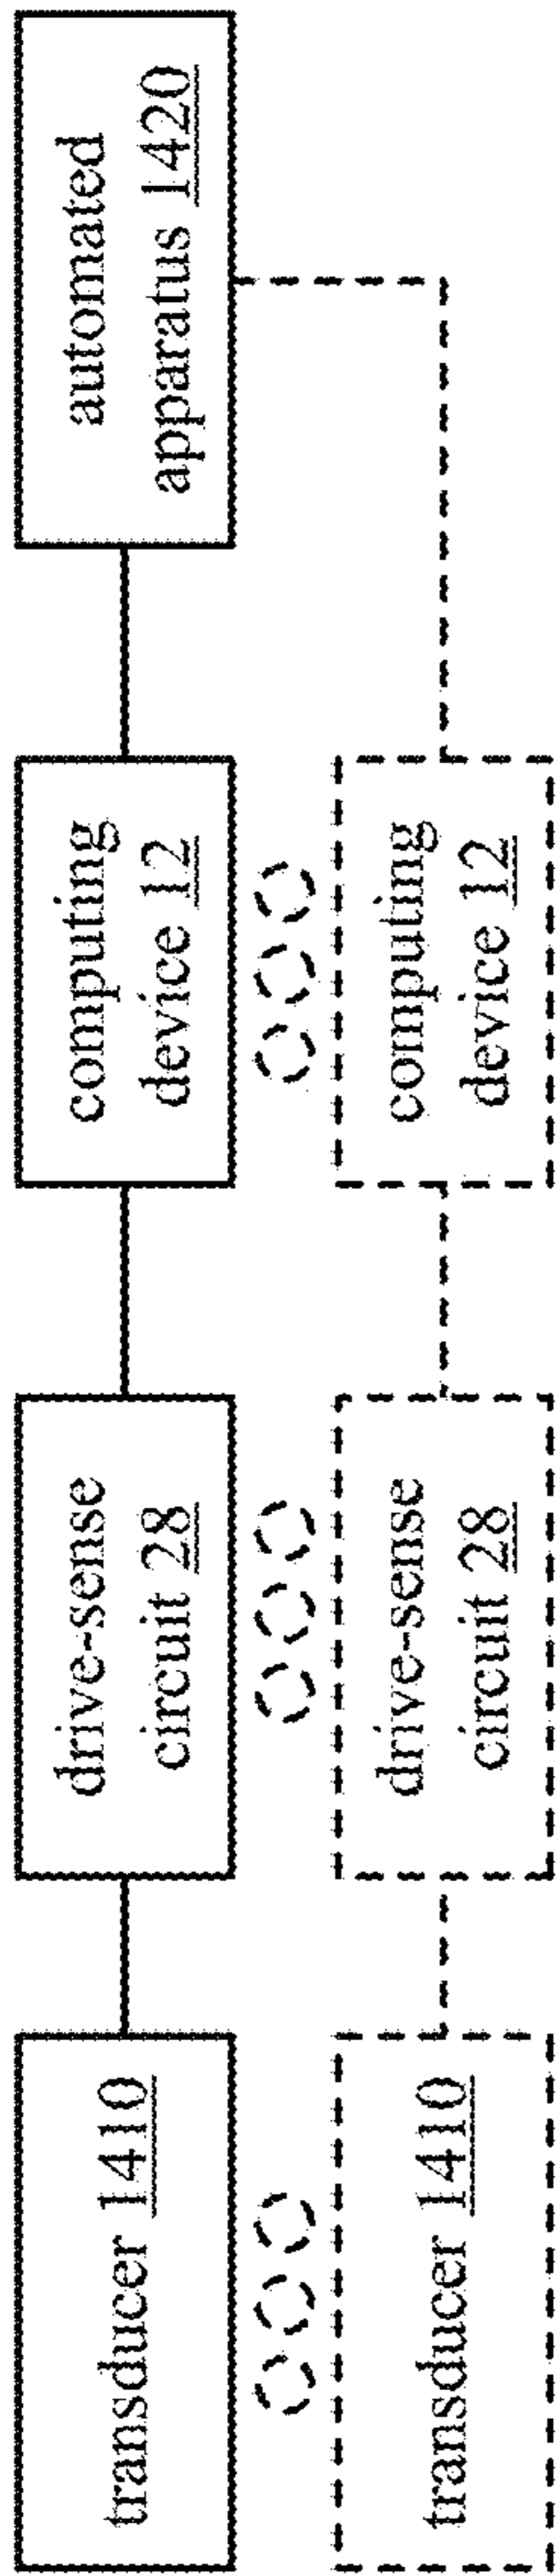 transducer 1410
drive-sense
circuit 28
computing
device 12
automated
apparatus 1420
transducer 1410
drive-sense
circuit 28
computing
device 12